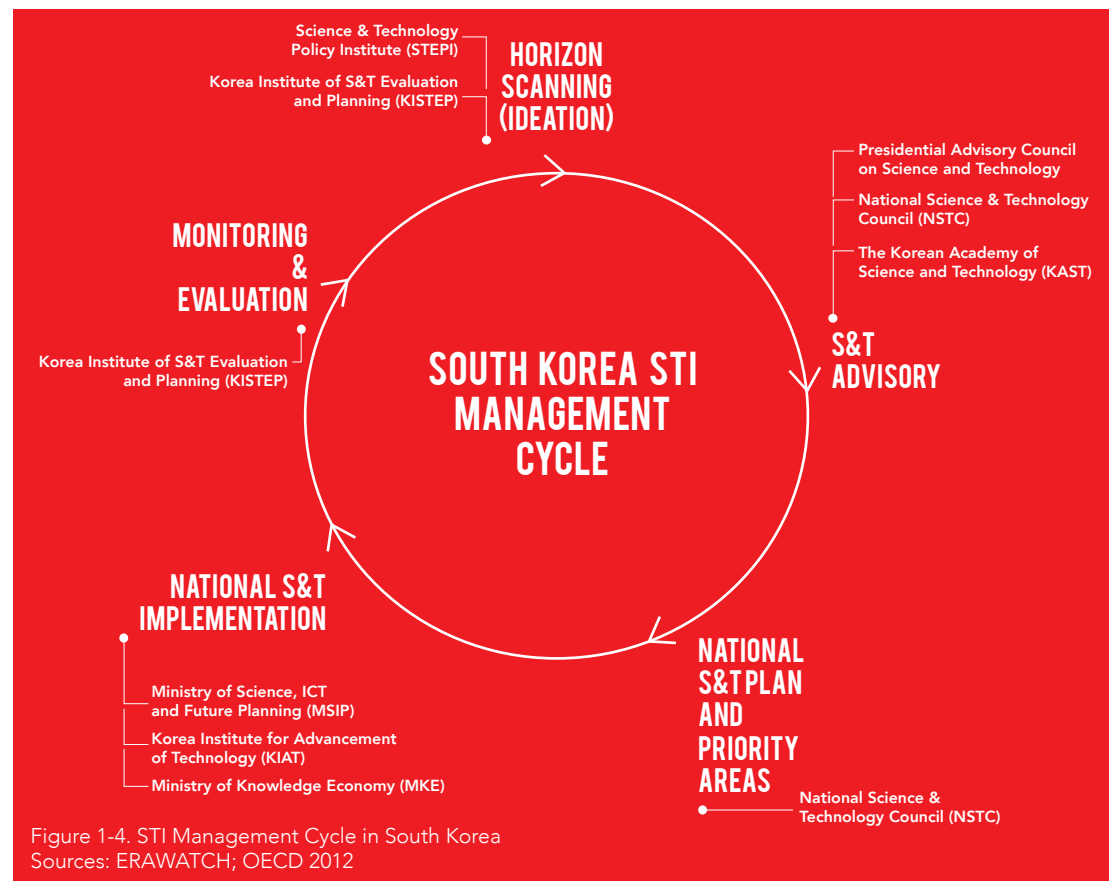 Science & Technology
Policy Institute (STEPI)
Korea Institute of S&T Evaluation
and Planning (KISTEP)
HORIZON
SCANNING
(IDEATION)
Presidential Advisory Council
on Science and Technology
National Science & Technology
Council (NSTC)
The Korean Academy of
Science and Technology (KAST)
S&T
ADVISORY
MONITORING
&
EVALUATION
Korea Institute of S&T Evaluation
and Planning (KISTEP)
SOUTH KOREA STI
MANAGEMENT
CYCLE
NATIONAL S&T
IMPLEMENTATION
Ministry of Science, ICT
and Future Planning (MSIP)
Korea Institute for Advancement
of Technology (KIAT)
Ministry of Knowledge Economy (MKE)
NATIONAL
S&T PLAN
AND
PRIORITY
AREAS
National Science &
Technology Council (NSTC)
Figure 1-4. STI Management Cycle in South Korea
Sources: ERAWATCH; OECD 2012